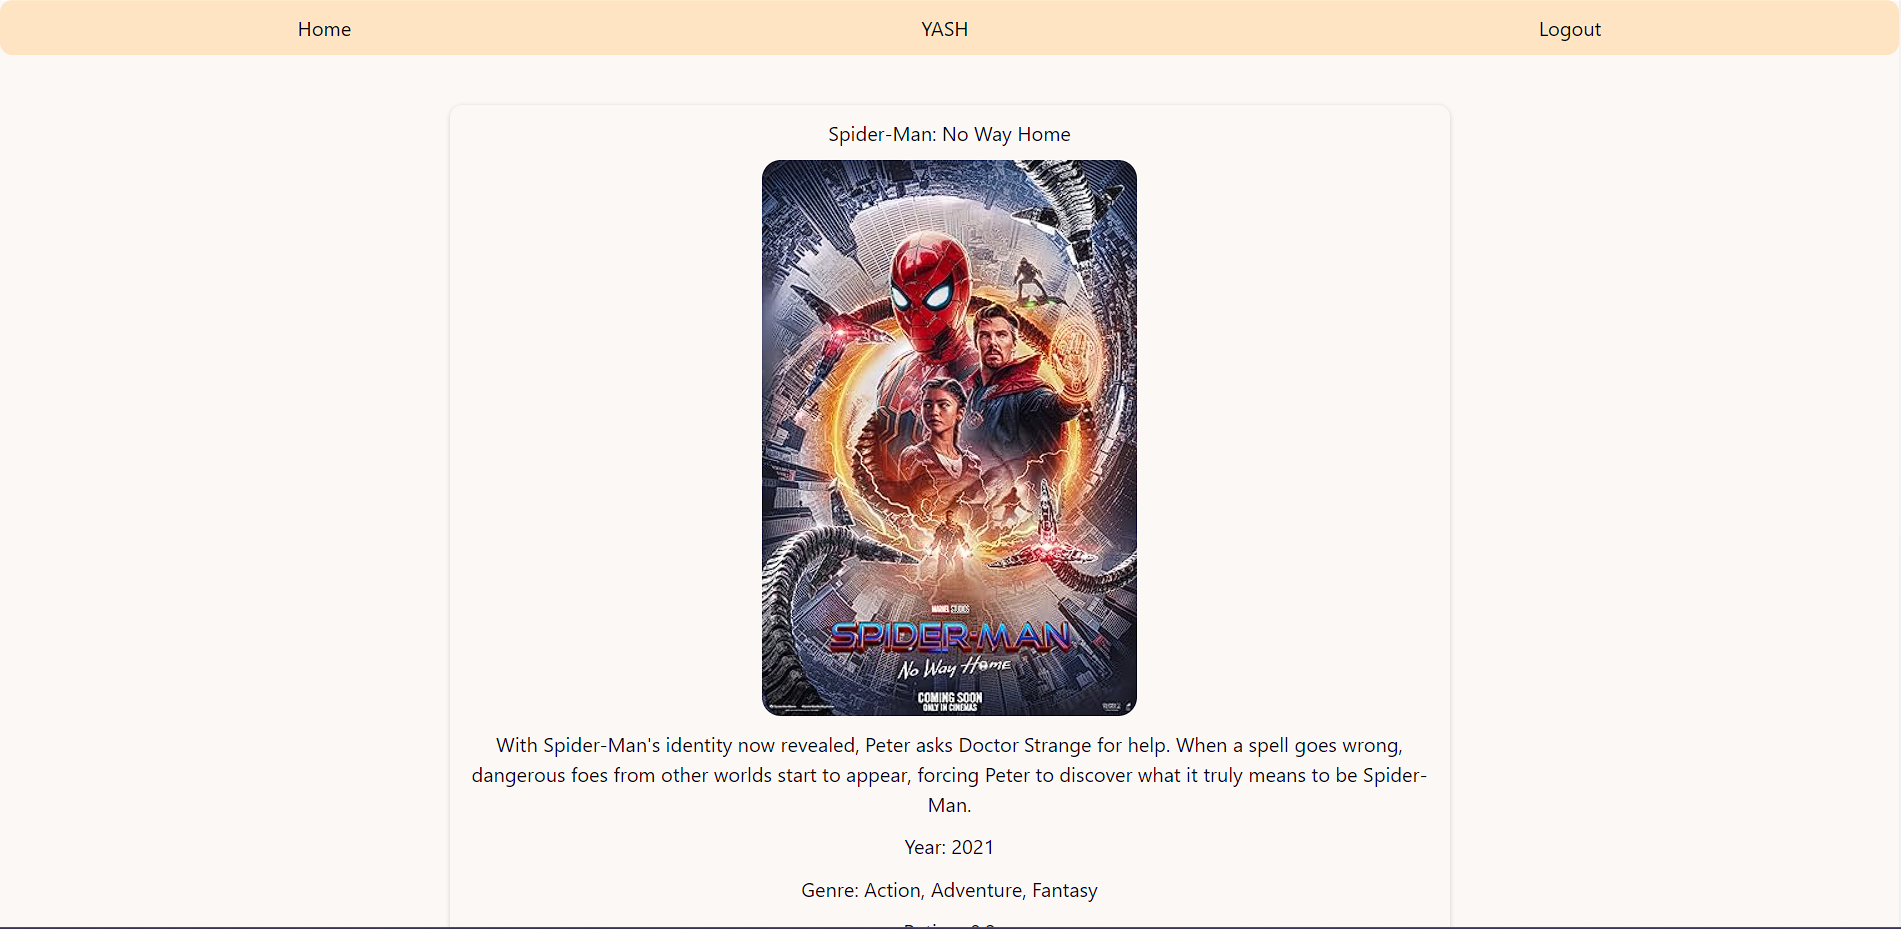 Home
YASH
Logout
Spider-Man: No Way Home
MARVEL STUDIOS
SPIDER-MAN
No Way Home
COMING SOON
ONLY IN CINEMAS
With Spider-Man's identity now revealed, Peter asks Doctor Strange for help. When a spell goes wrong,
dangerous foes from other worlds start to appear, forcing Peter to discover what it truly means to be Spider-
Man.
Year: 2021
Genre: Action, Adventure, Fantasy